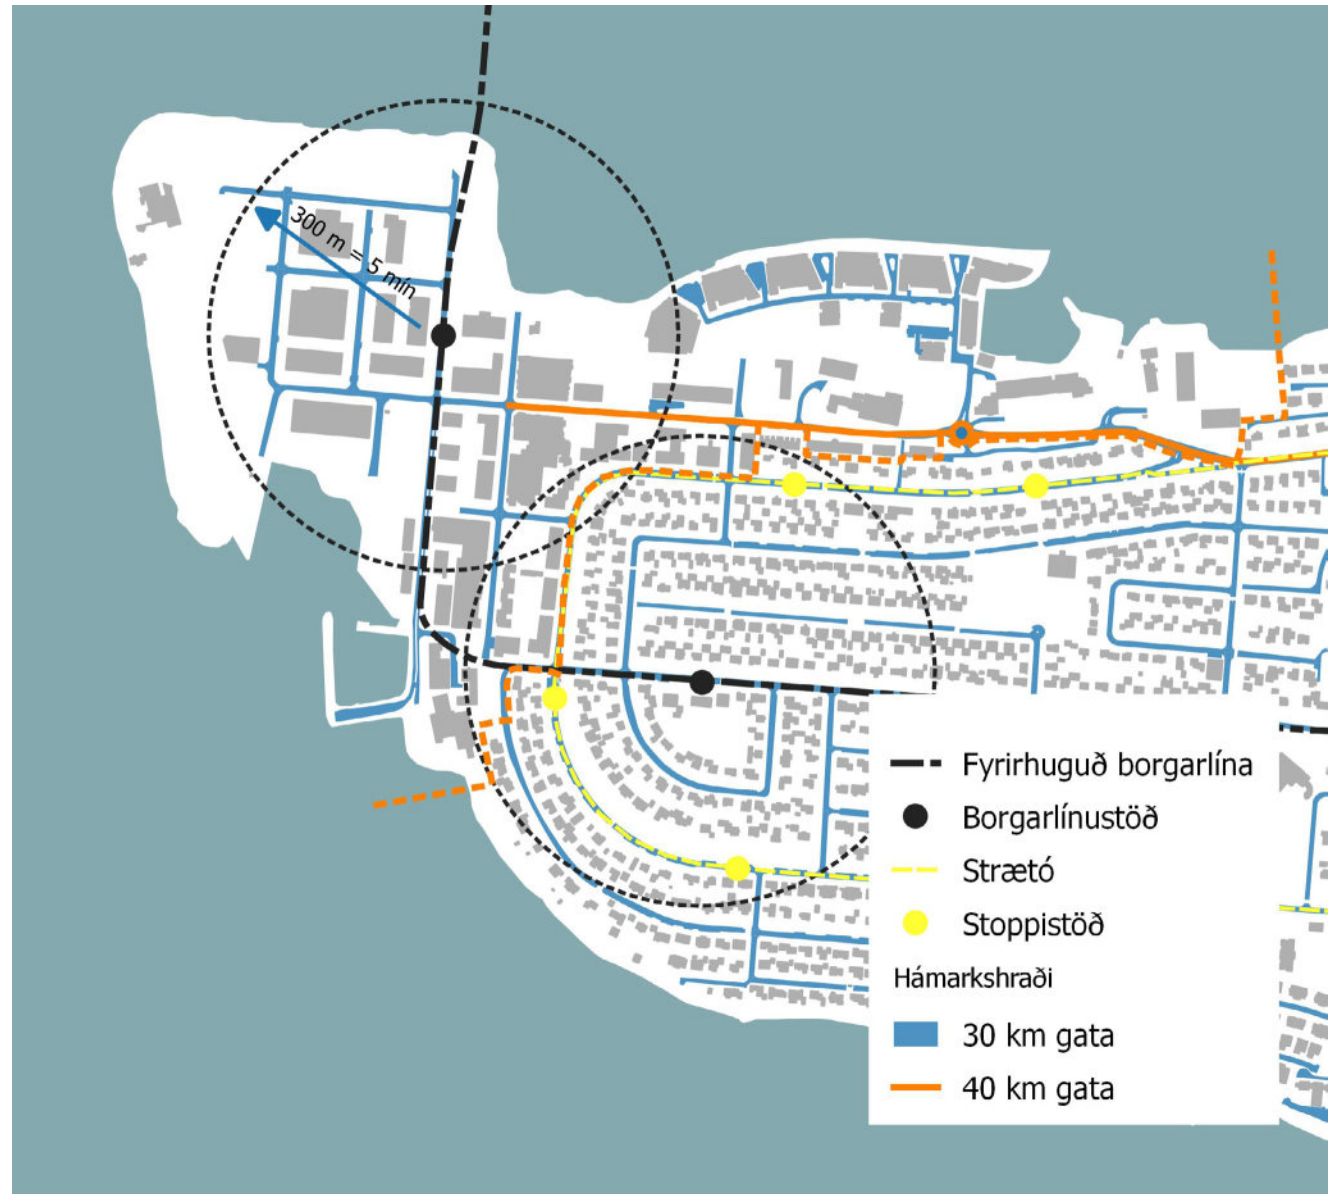 300 m = 5 mín
Fyrirhuguð borgarlína
Borgarlínustöð
Strætó
Stoppistöð
Hámarkshraði
30 km gata
40 km gata